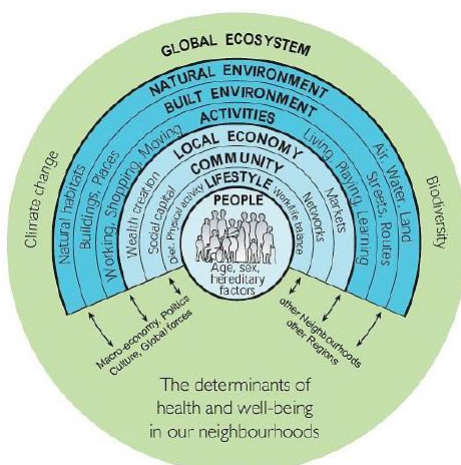 GLOBAL ECOSYSTEM
Climate change
Biodiversity
NATURAL ENVIRONMENT
Natural habitats
Air, Water, Land
BUILT ENVIRONMENT
Buildings, Places
Streets, Routes
ACTIVITIES
Working, Shopping, Moving
Living, Playing, Learning
LOCAL ECONOMY
Wealth creation
Markets
COMMUNITY
Social capital
Networks
LIFESTYLE
Diet, Physical activity
Work/life balance
PEOPLE
Age, sex,
hereditary
factors
Macro-economy, Politics
Culture, Global forces
other Neighbourhoods
other Regions
The determinants of
health and well-being
in our neighbourhoods